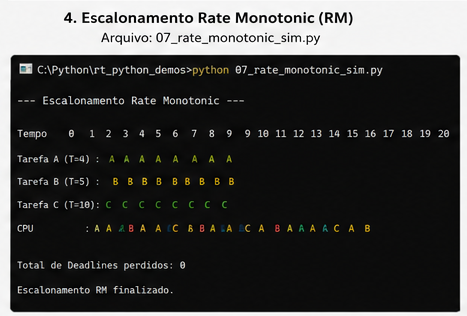 4. Escalonamento Rate Monotonic (RM)
Arquivo: 07_rate_monotonic_sim.py
C:\Python\rt_python_demos>python 07_rate_monotonic_sim.py
--- Escalonamento Rate Monotonic ---
Tempo 0 1 2 3 4 5 6 7 8 9 9 10 11 12 13 14 15 16 17 18 19 20
Tarefa A (T=4) : A A A A A A A A
Tarefa B (T=5) : B B B B B B B B B
Tarefa C (T=10): C C C C C C C C
CPU : A A B A A C B A A C A B A A A A C A B
Total de Deadlines perdidos: 0
Escalonamento RM finalizado.